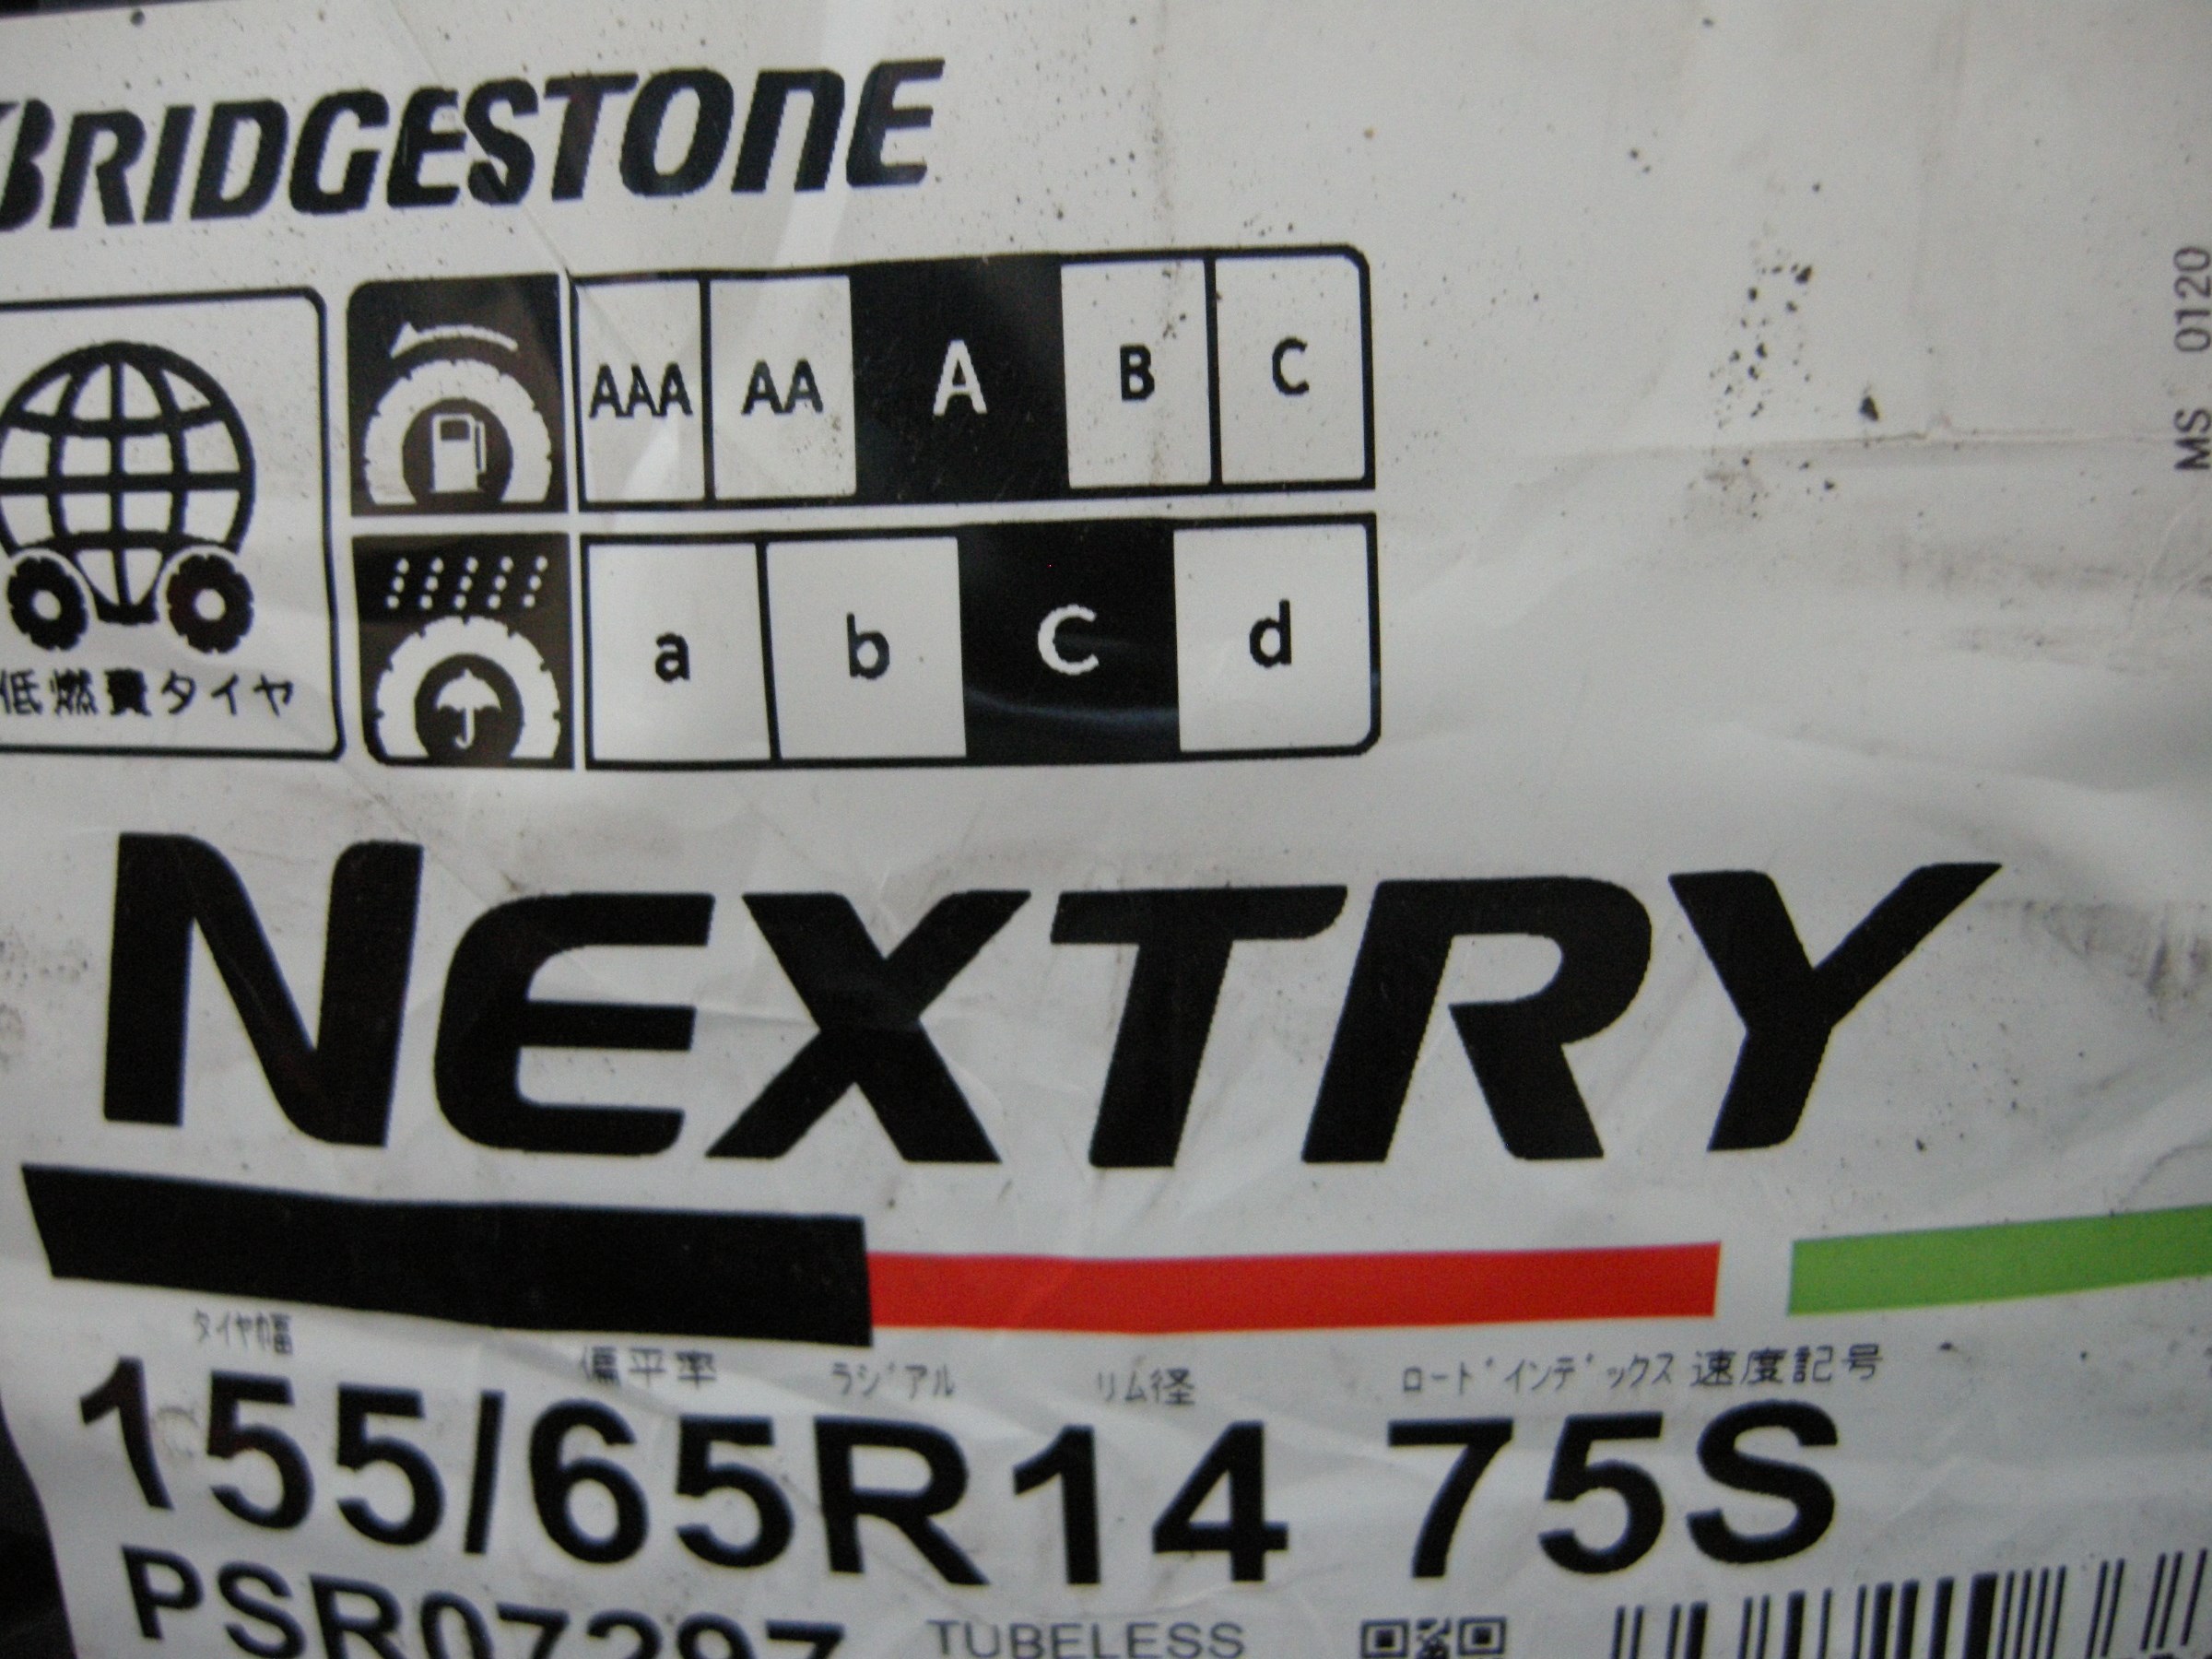 BRIDGESTONE
AAA AA A B C
a b c d
低燃費タイヤ
MS 0120
NEXTRY
タイヤ幅 偏平率 ラジアル リム径 ロードインデックス 速度記号
155/65R14 75S
PSR07297 TUBELESS